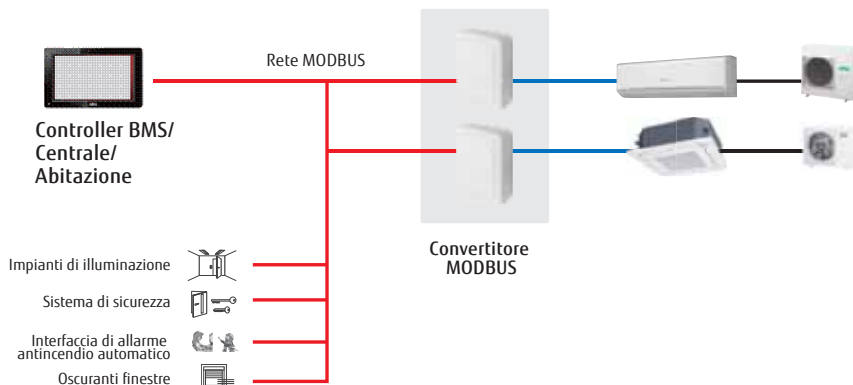 Rete MODBUS
Controller BMS/
Centrale/
Abitazione
Convertitore
MODBUS
Impianti di illuminazione
Sistema di sicurezza
Interfaccia di allarme
antincendio automatico
Oscuranti finestre